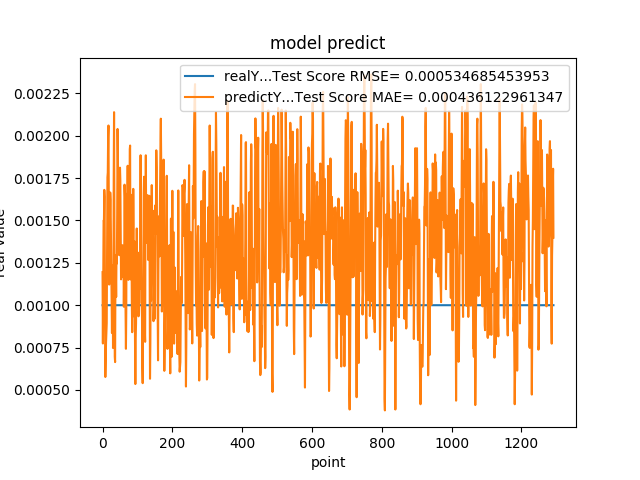 model predict
realY...Test Score RMSE= 0.000534685453953
predictY...Test Score MAE= 0.000436122961347
0.00225
0.00200
0.00175
0.00150
0.00125
0.00100
0.00075
0.00050
real value
0 200 400 600 800 1000 1200
point